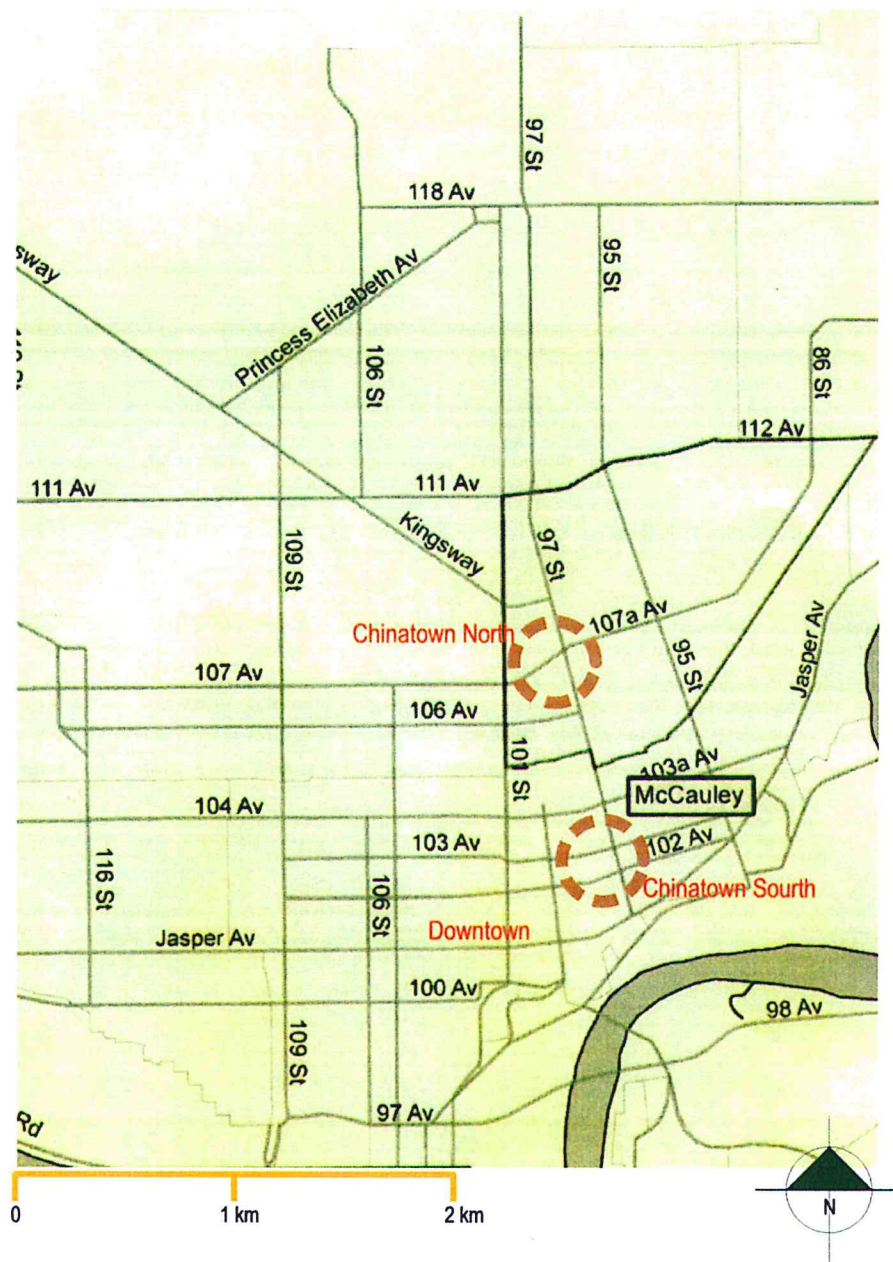 97 St
118 Av
sway
95 St
Princess Elizabeth Av
106 St
86 St
112 Av
111 Av
111 Av
Kingsway
109 St
97 St
107a Av
Chinatown North
95 St
Jasper Av
107 Av
106 Av
101 St
103a Av
McCauley
104 Av
103 Av
102 Av
116 St
106 St
Chinatown Sourth
Downtown
Jasper Av
100 Av
98 Av
109 St
97 Av
Rd
0
1 km
2 km
N